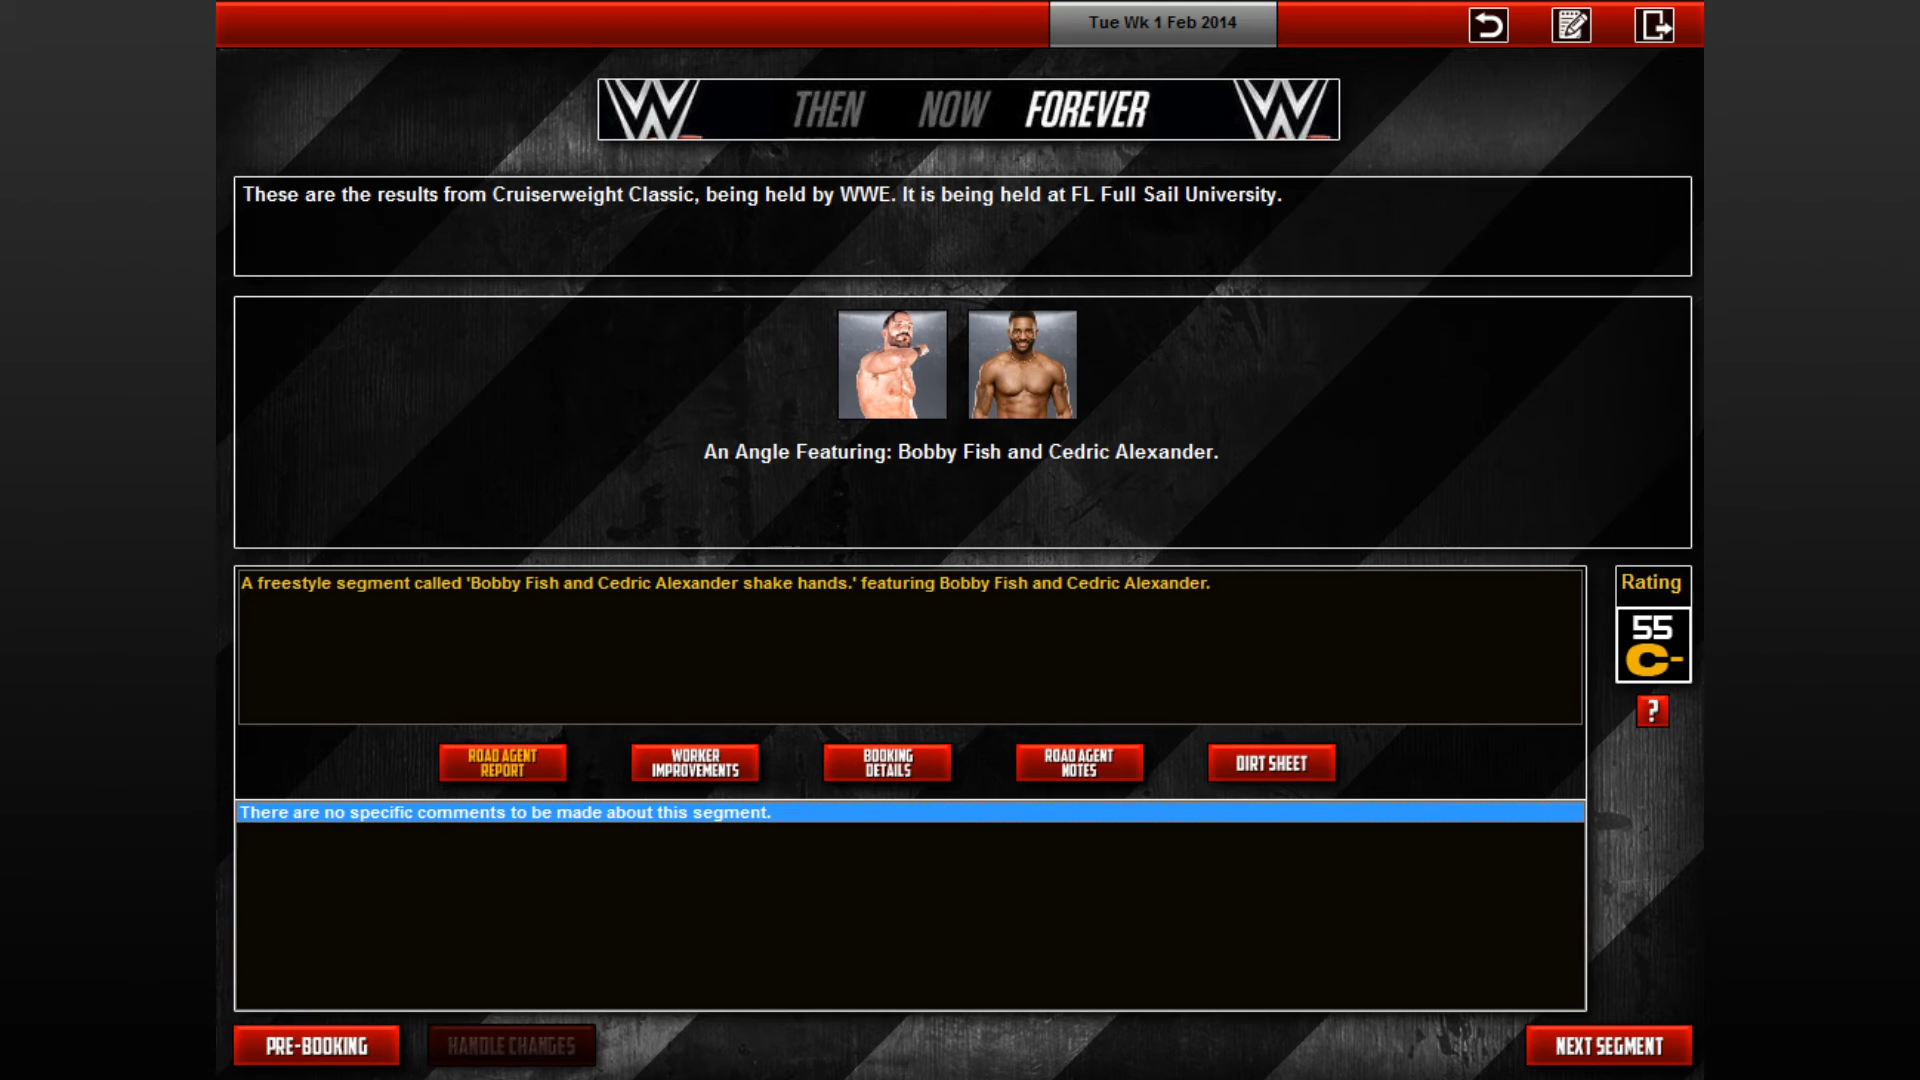 Tue Wk 1 Feb 2014
W THEN NOW FOREVER W
These are the results from Cruiserweight Classic, being held by WWE. It is being held at FL Full Sail University.
An Angle Featuring: Bobby Fish and Cedric Alexander.
A freestyle segment called 'Bobby Fish and Cedric Alexander shake hands.' featuring Bobby Fish and Cedric Alexander.
Rating
55
C-
?
ROAD AGENT
REPORT
WORKER
IMPROVEMENTS
BOOKING
DETAILS
ROAD AGENT
NOTES
DIRT SHEET
There are no specific comments to be made about this segment.
PRE-BOOKING
HANDLE CHANGES
NEXT SEGMENT